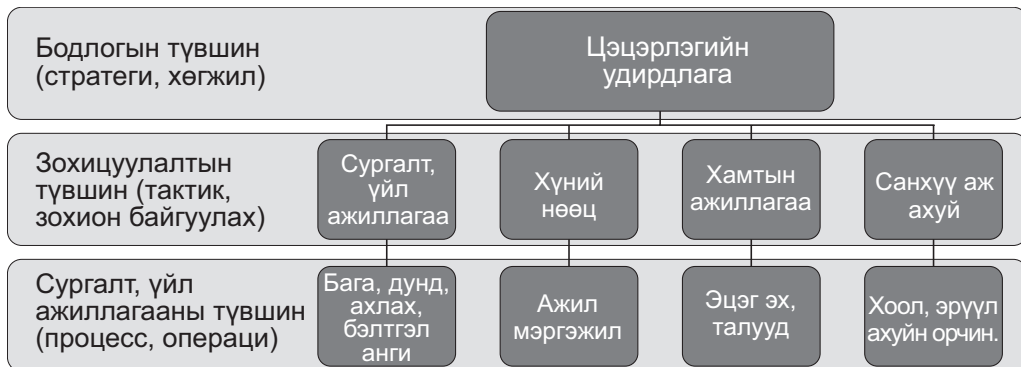 Бодлогын түвшин
(стратеги, хөгжил)
Цэцэрлэгийн
удирдлага
Зохицуулалтын
түвшин (тактик,
зохион байгуулах)
Сургалт,
үйл
ажиллагаа
Хүний
нөөц
Хамтын
ажиллагаа
Санхүү аж
ахуй
Сургалт, үйл
ажиллагааны түвшин
(процесс, операци)
Бага, дунд,
ахлах,
бэлтгэл
анги
Ажил
мэргэжил
Эцэг эх,
талууд
Хоол, эрүүл
ахуйн орчин.